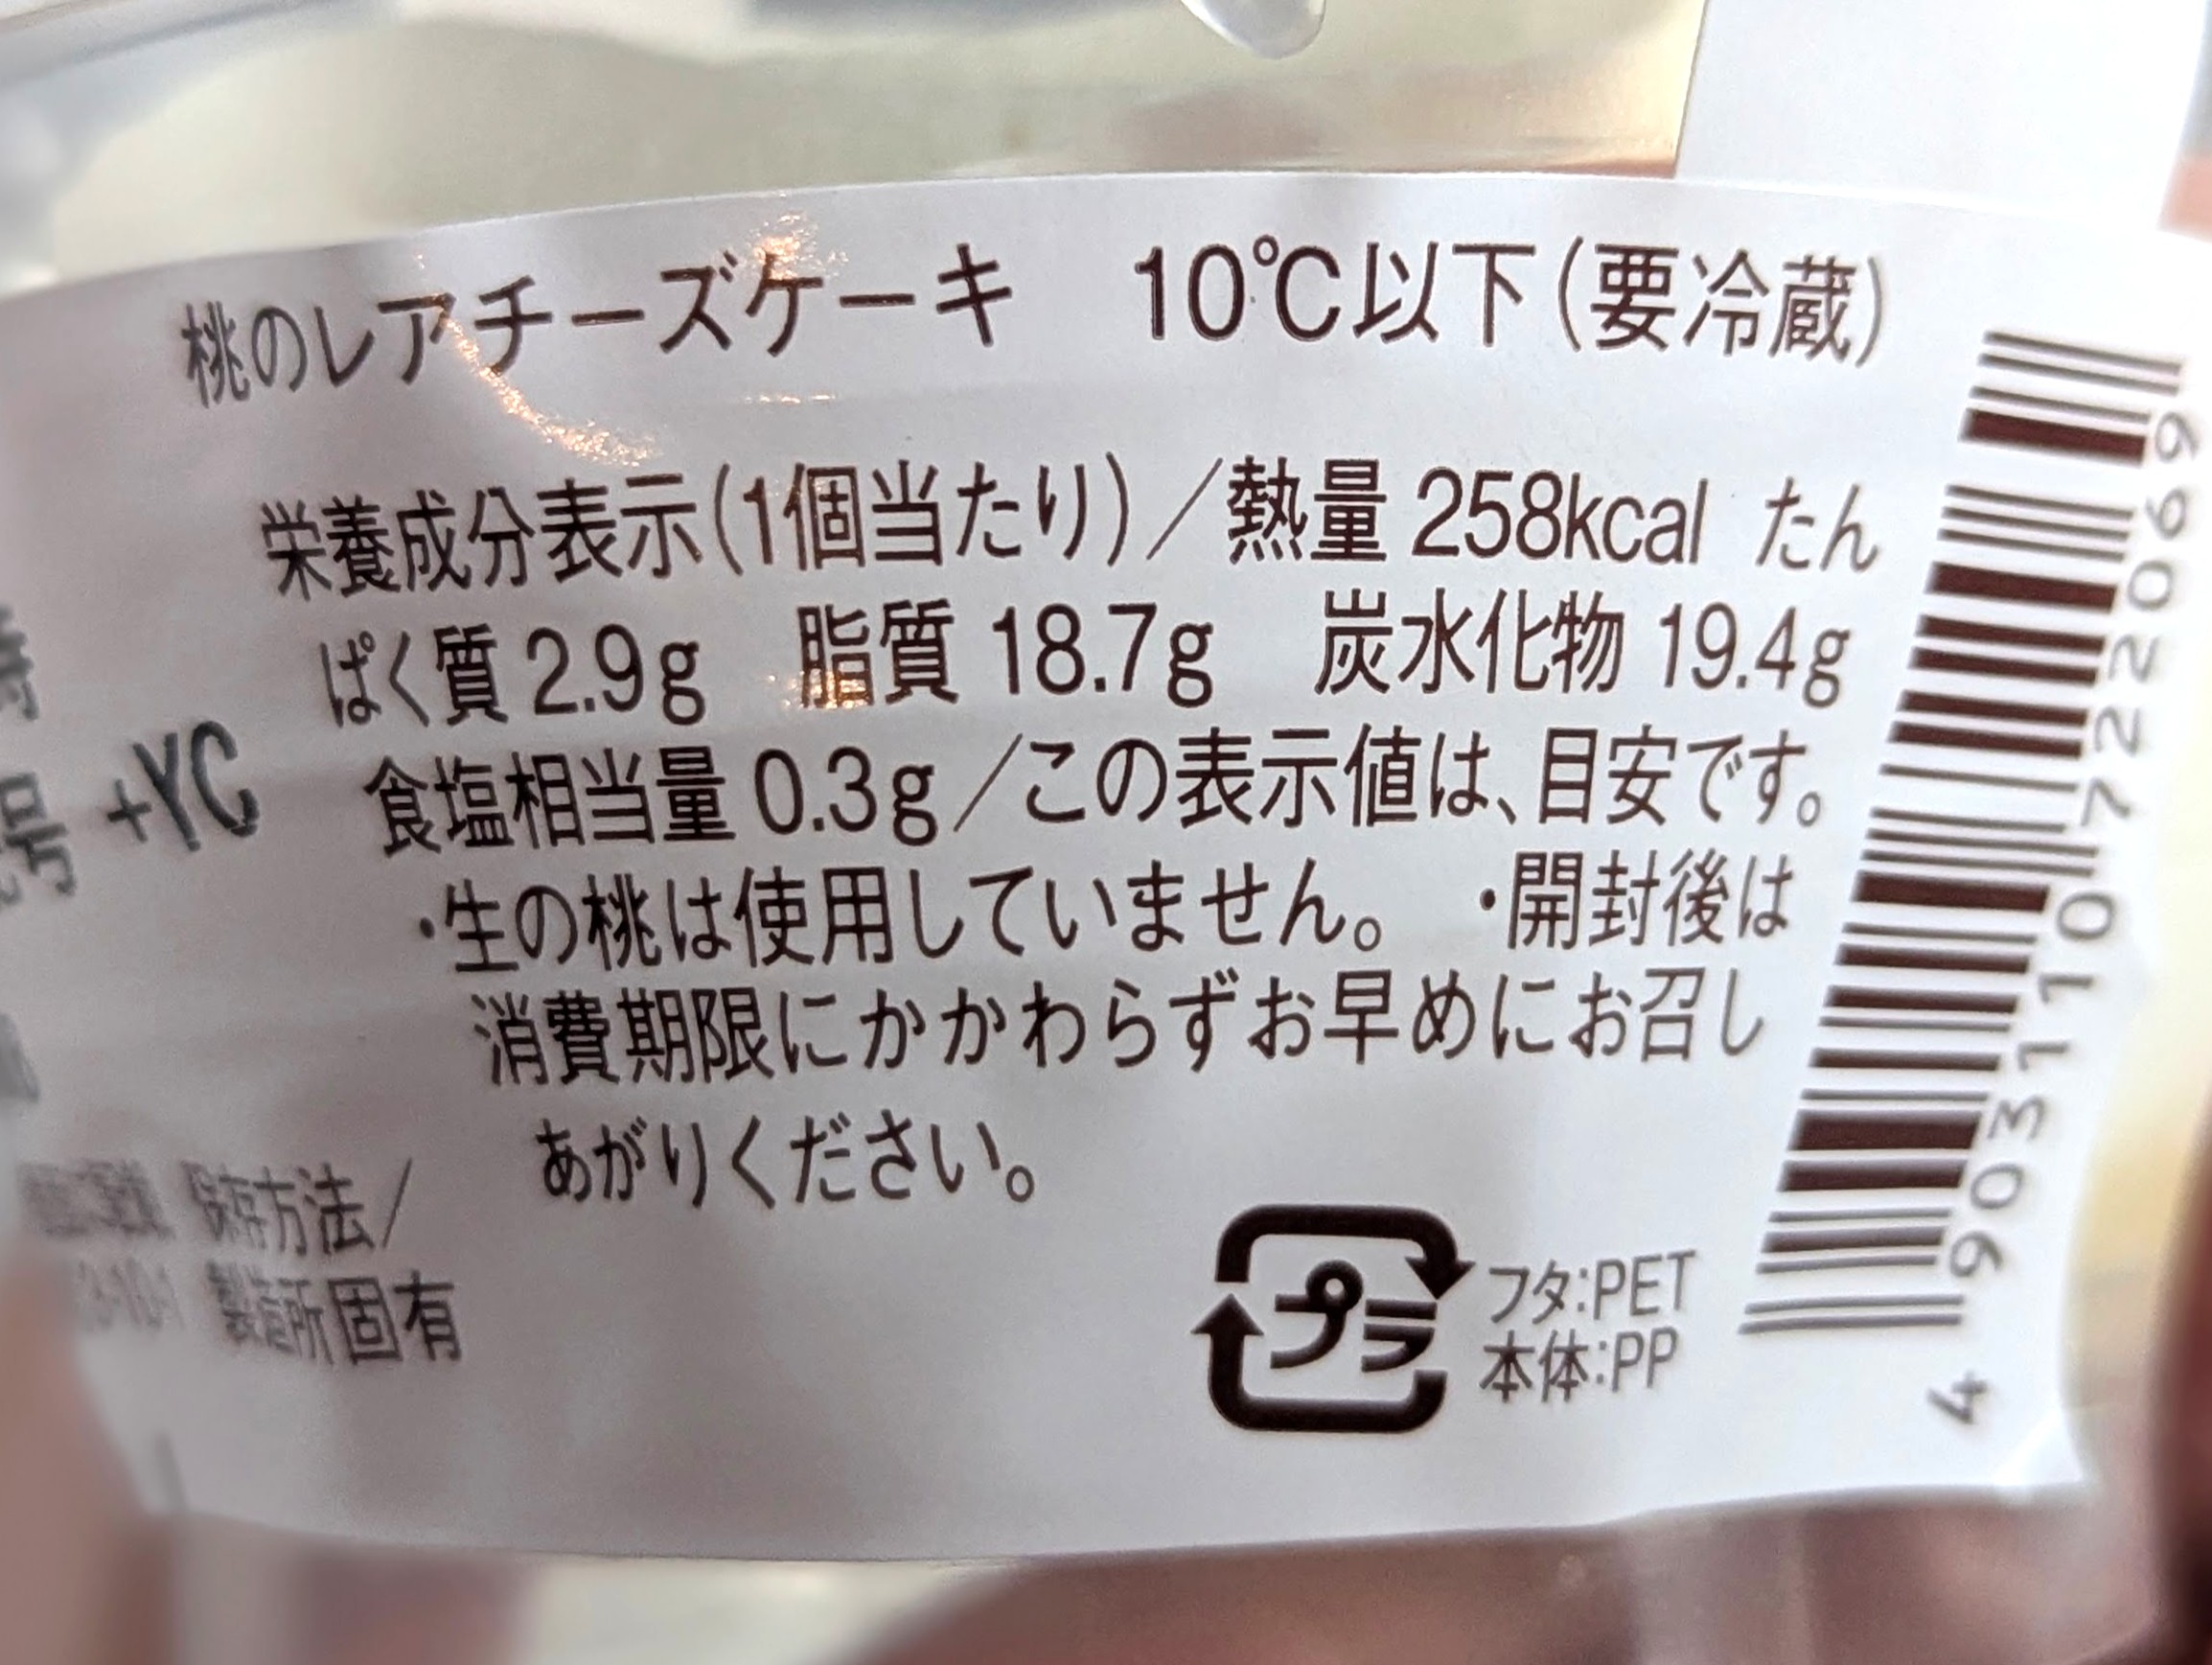 桃のレアチーズケーキ 10℃以下(要冷蔵)
栄養成分表示(1個当たり)/熱量 258kcal たん
ぱく質 2.9g 脂質 18.7g 炭水化物 19.4g
食塩相当量 0.3g/この表示値は、目安です。
・生の桃は使用していません。 ・開封後は
消費期限にかかわらずお早めにお召し
あがりください。
号 +YC
保存方法/
製造所固有
プラ
フタ:PET
本体:PP
4903110722069